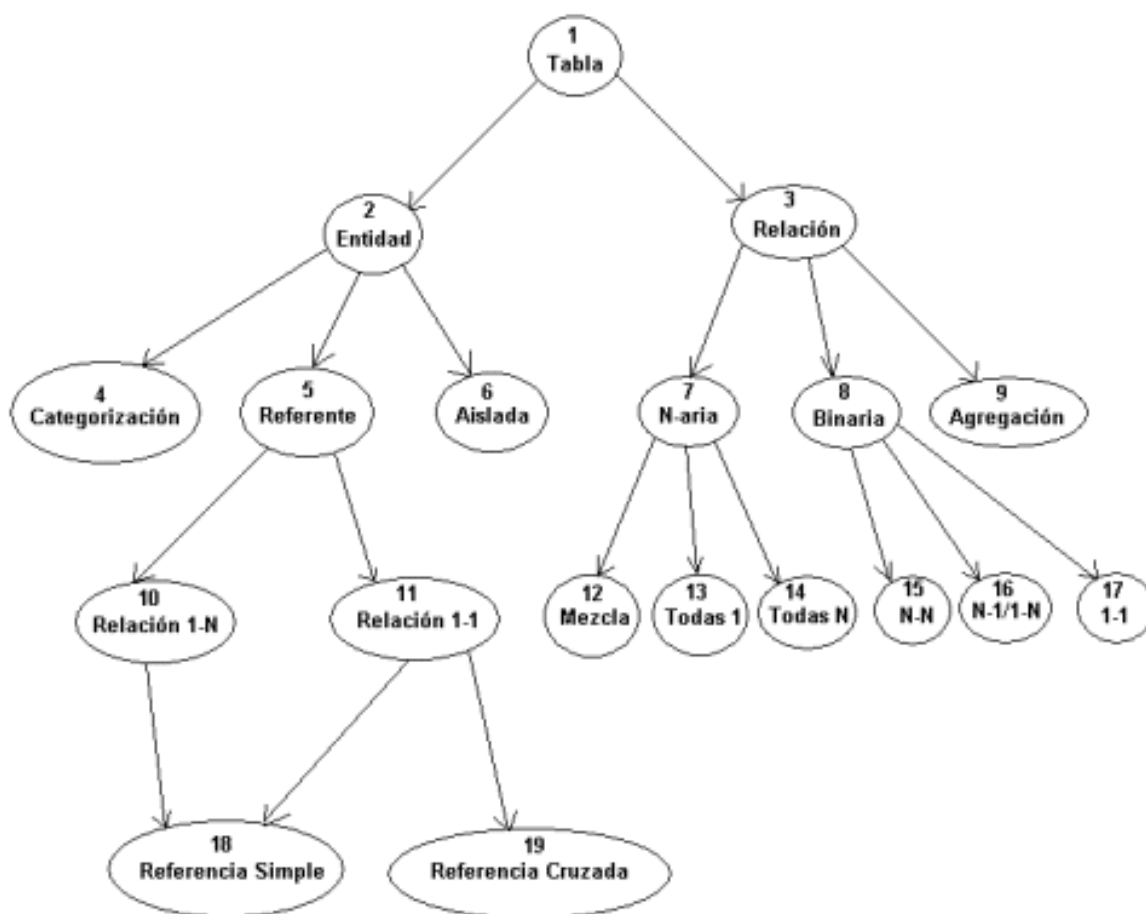 1
Tabla
2
Entidad
3
Relación
4
Categorización
5
Referente
6
Aislada
7
N-aria
8
Binaria
9
Agregación
10
Relación 1-N
11
Relación 1-1
12
Mezcla
13
Todas 1
14
Todas N
15
N-N
16
N-1/1-N
17
1-1
18
Referencia Simple
19
Referencia Cruzada